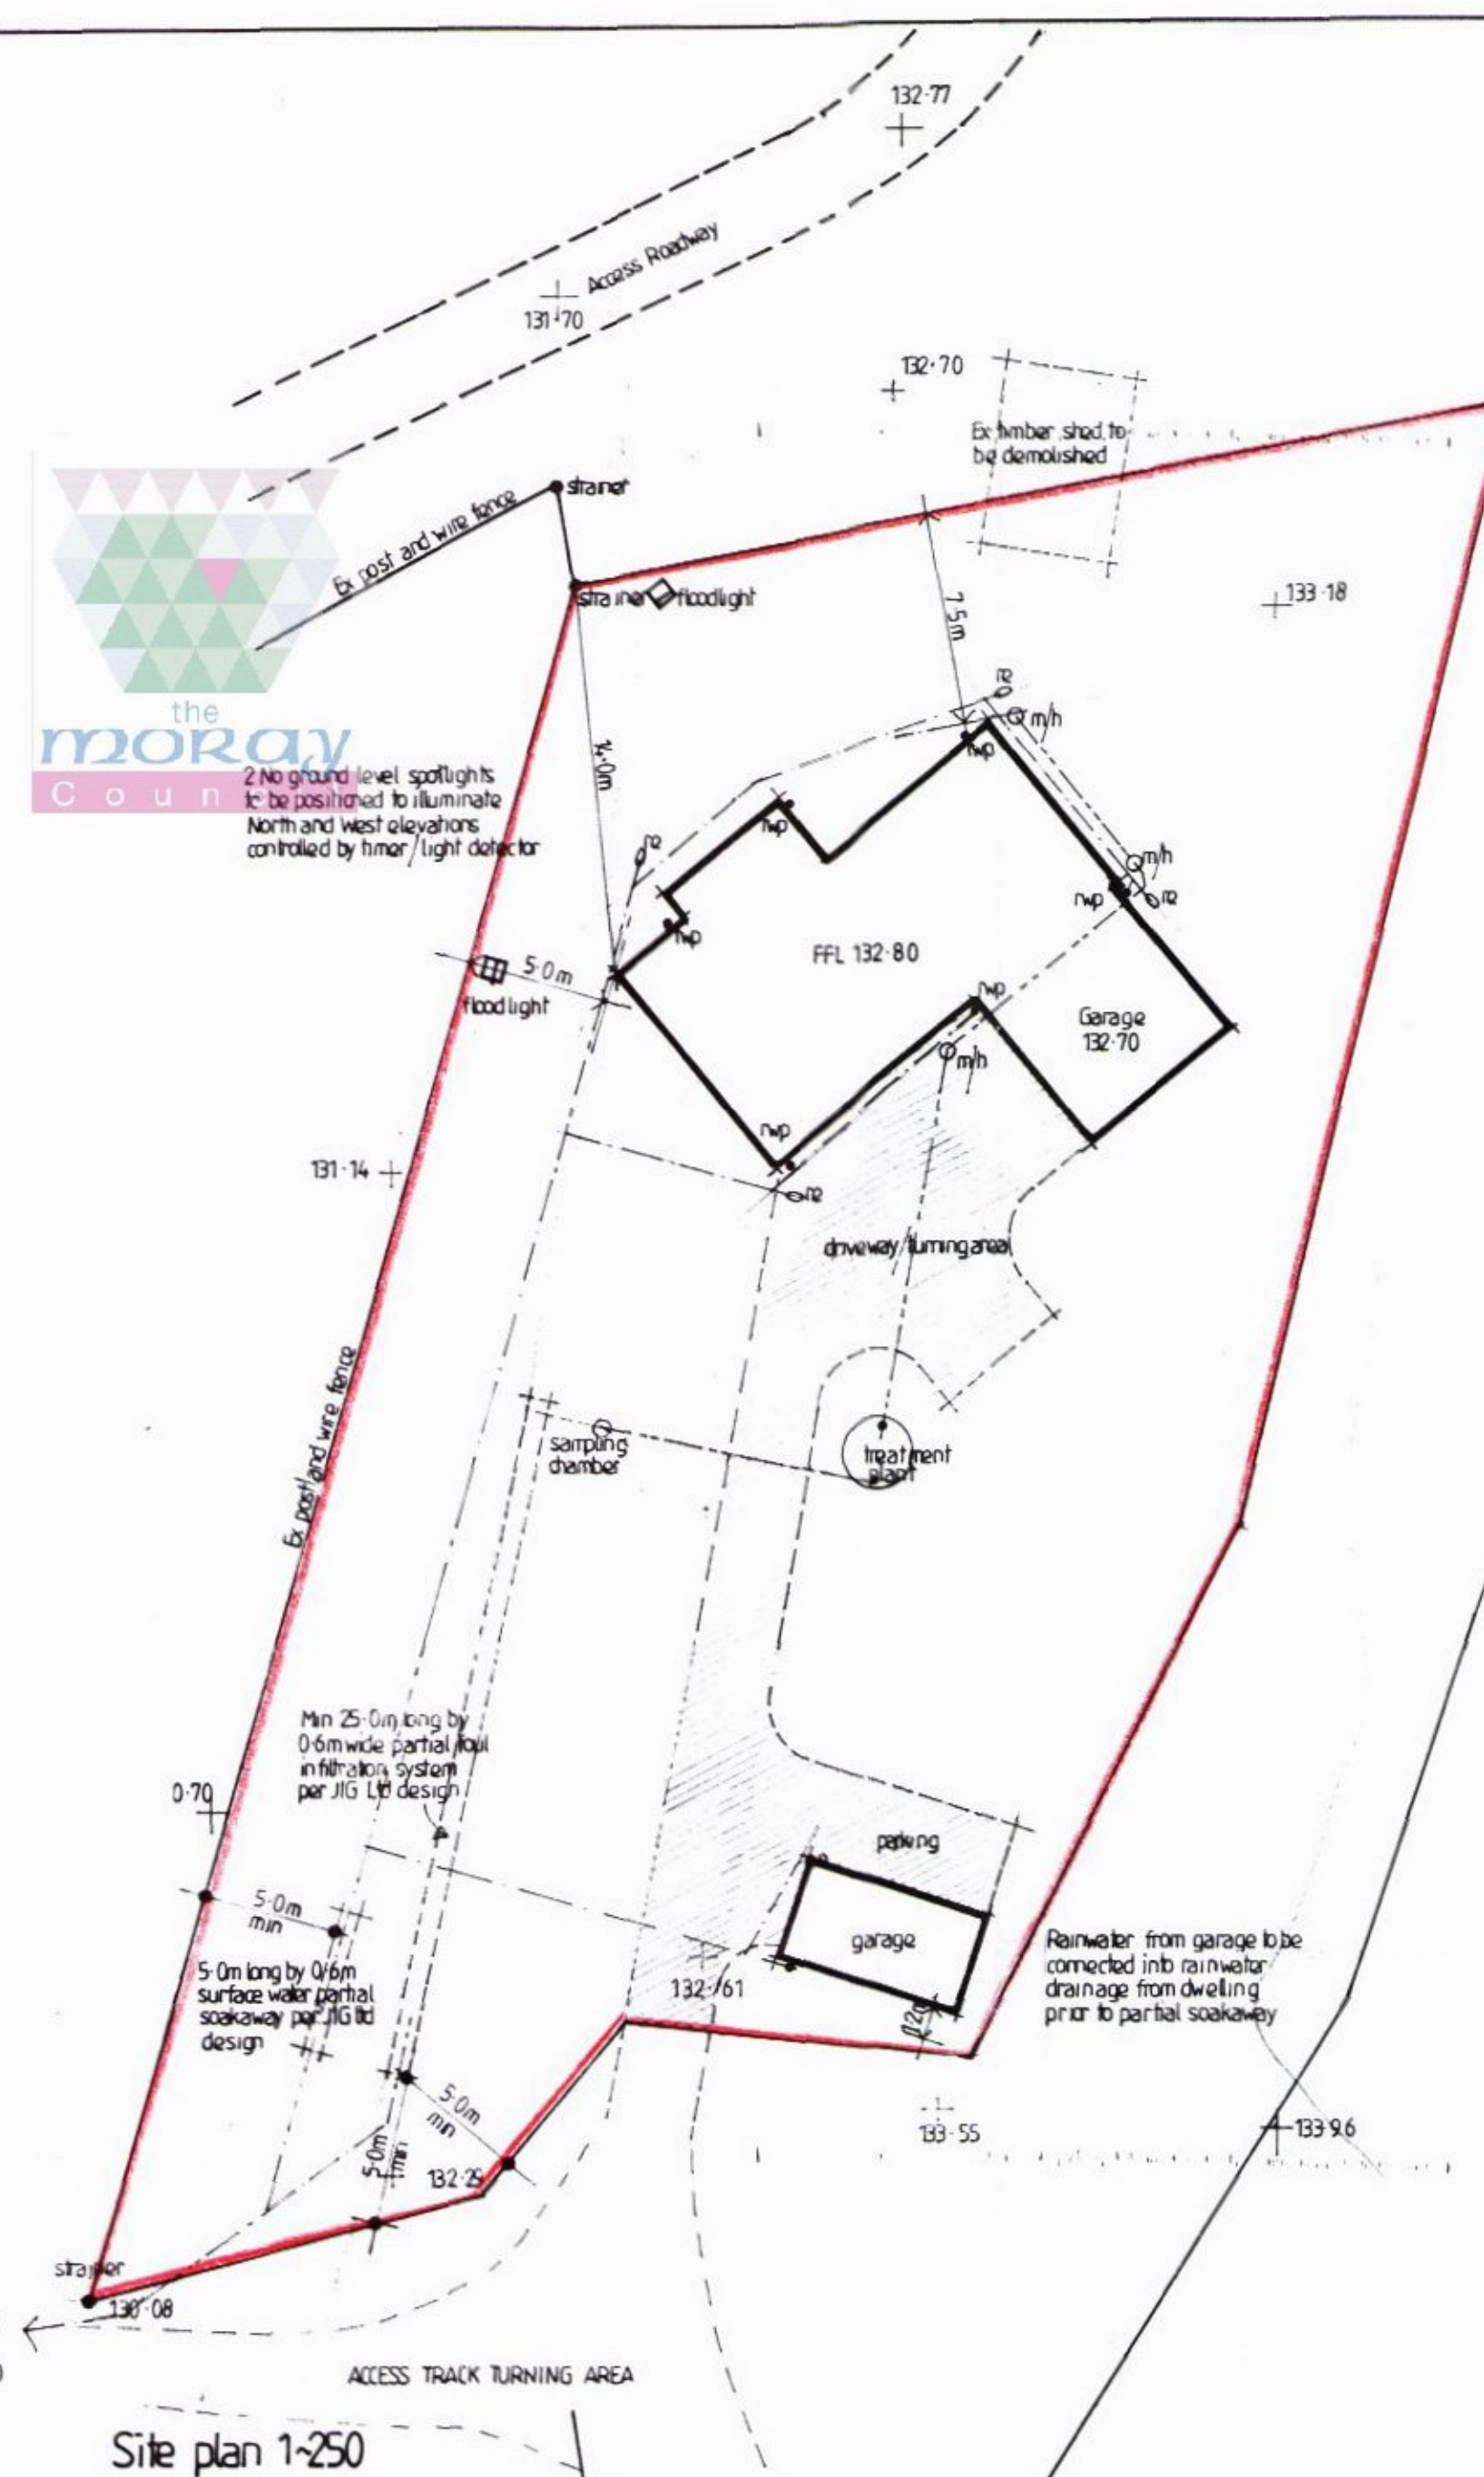 132·77
Access Roadway
131·70
132·70
Ex timber shed to
be demolished
strainer
Ex post and wire fence
strainer
floodlight
133·18
7·5m
the
moray
re
m/h
rwp
14·0m
2 No ground level spotlights
to be positioned to illuminate
North and West elevations
controlled by timer/light detector
rwp
re
m/h
rwp
re
rwp
FFL 132·80
5·0m
floodlight
rwp
Garage
132·70
m/h
rwp
131·14
re
driveway/turning area
Ex post and wire fence
sampling
chamber
treatment
plant
Min 25·0m long by
0·6m wide partial foul
infiltration system
per JIG Ltd design
0·70
parking
5·0m
min
garage
Rainwater from garage to be
connected into rainwater
drainage from dwelling
prior to partial soakaway
5·0m long by 0·6m
surface water partial
soakaway per JIG ltd
design
132·61
5·0m
min
5·0m
min
132·29
133·55
133·96
strainer
130·08
ACCESS TRACK TURNING AREA
Site plan 1~250